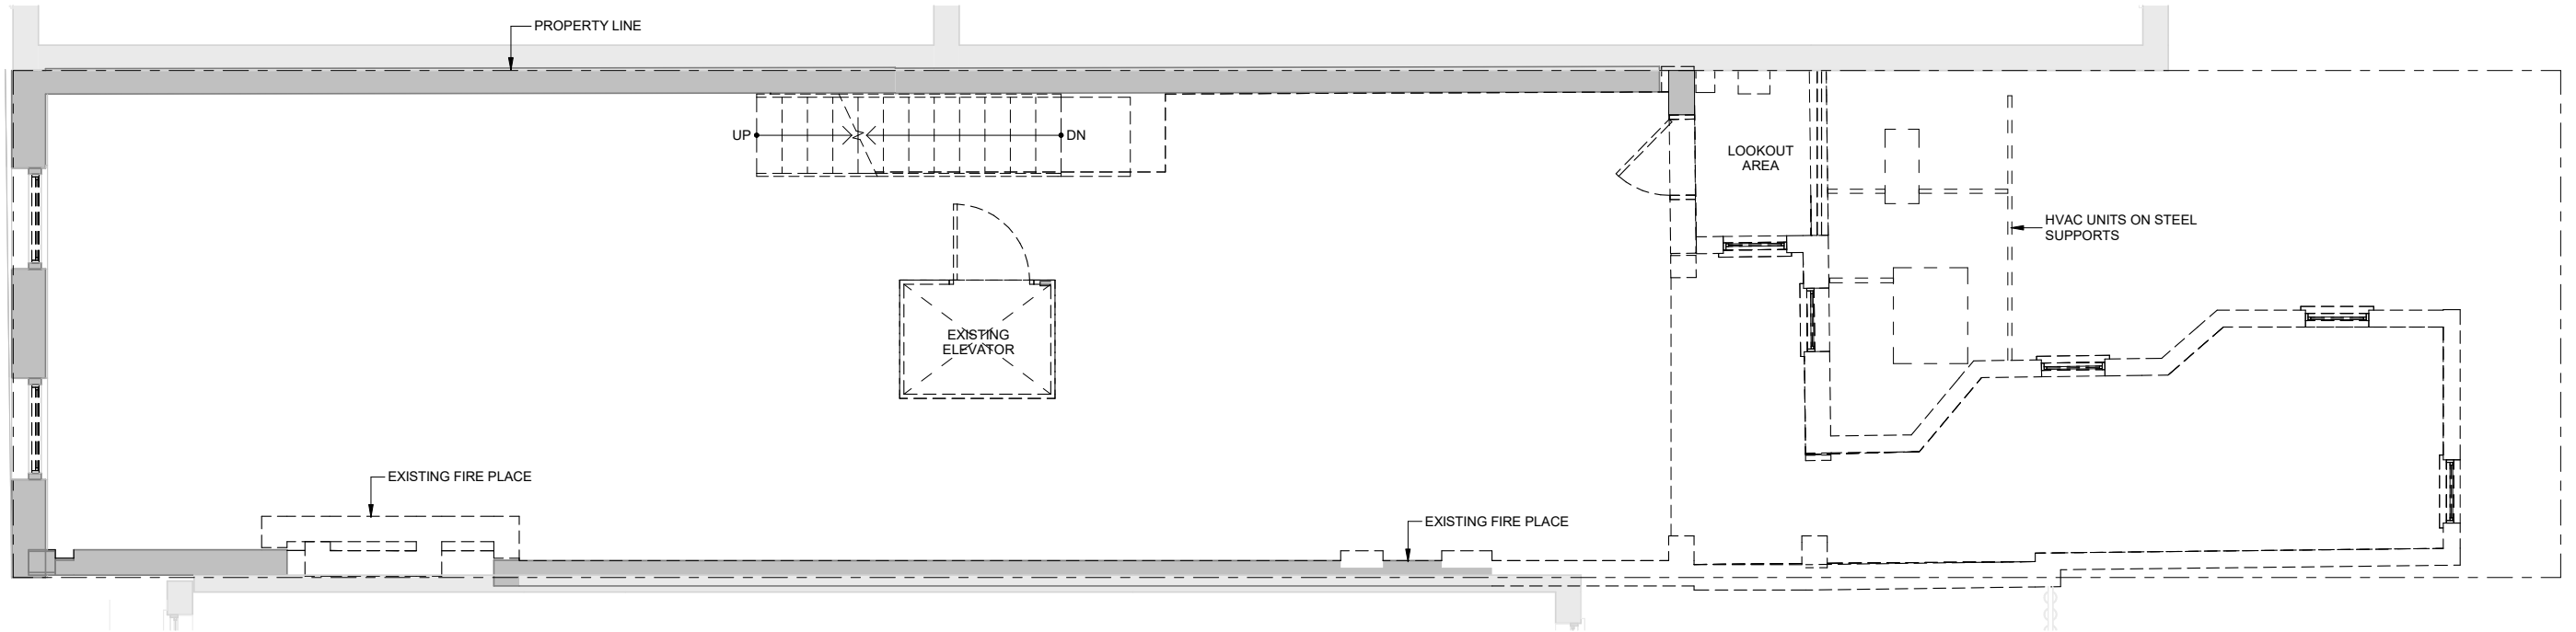 PROPERTY LINE
UP
DN
LOOKOUT
AREA
HVAC UNITS ON STEEL
SUPPORTS
EXISTING
ELEVATOR
EXISTING FIRE PLACE
EXISTING FIRE PLACE